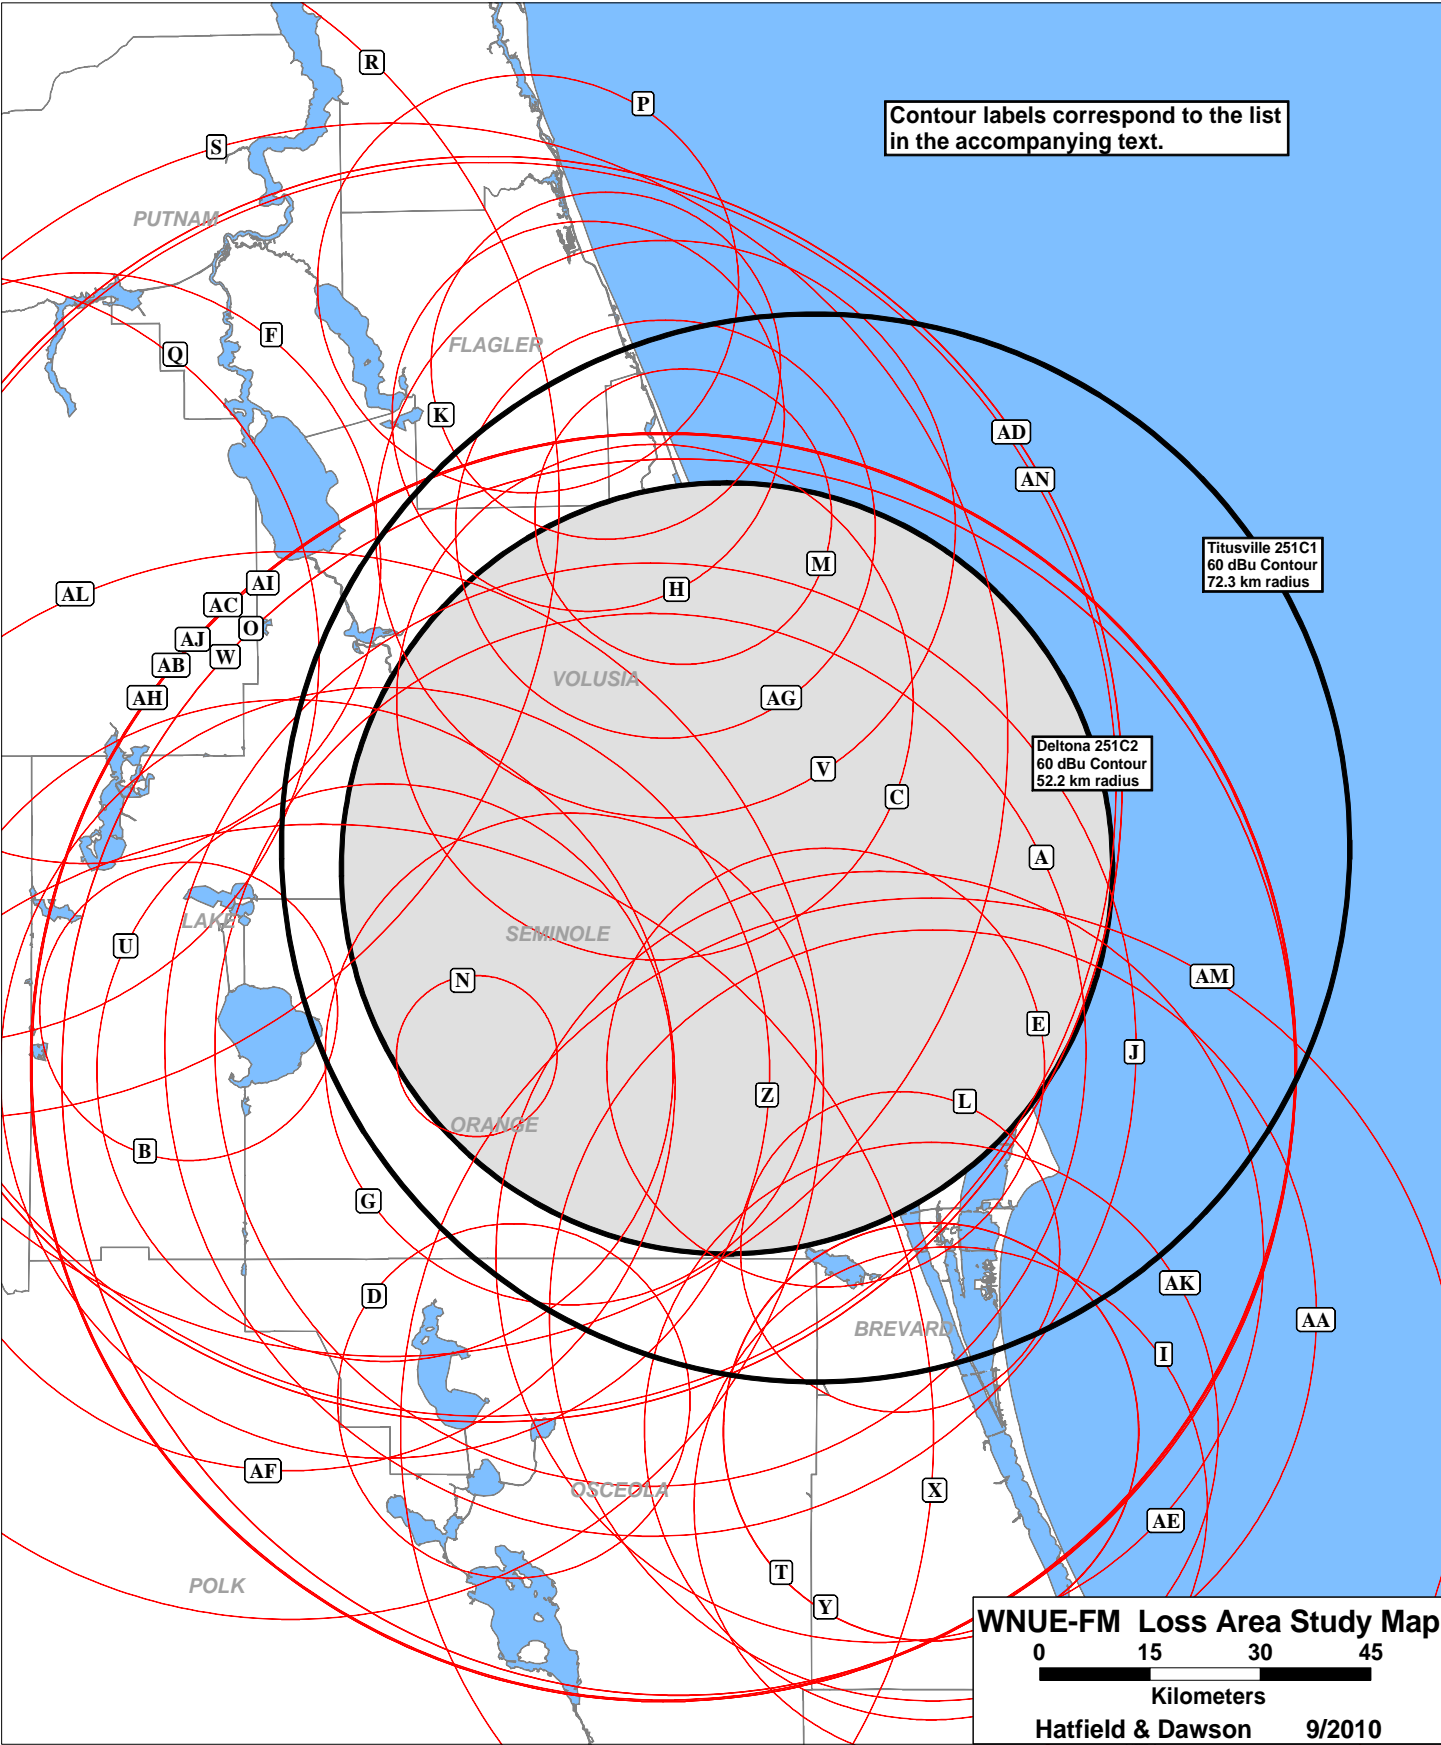 R
P
Contour labels correspond to the list
in the accompanying text.
S
PUTNAM
F
FLAGLER
Q
K
AD
AN
Titusville 251C1
60 dBu Contour
72.3 km radius
M
AI
H
AL
AC
O
AJ
W
AB
VOLUSIA
AH
AG
Deltona 251C2
60 dBu Contour
52.2 km radius
V
C
A
LAKE
SEMINOLE
U
AM
N
E
J
Z
L
ORANGE
B
G
AK
D
AA
BREVARD
I
AF
OSCEOLA
X
AE
T
POLK
Y
WNUE-FM Loss Area Study Map
0 15 30 45
Kilometers
Hatfield & Dawson 9/2010